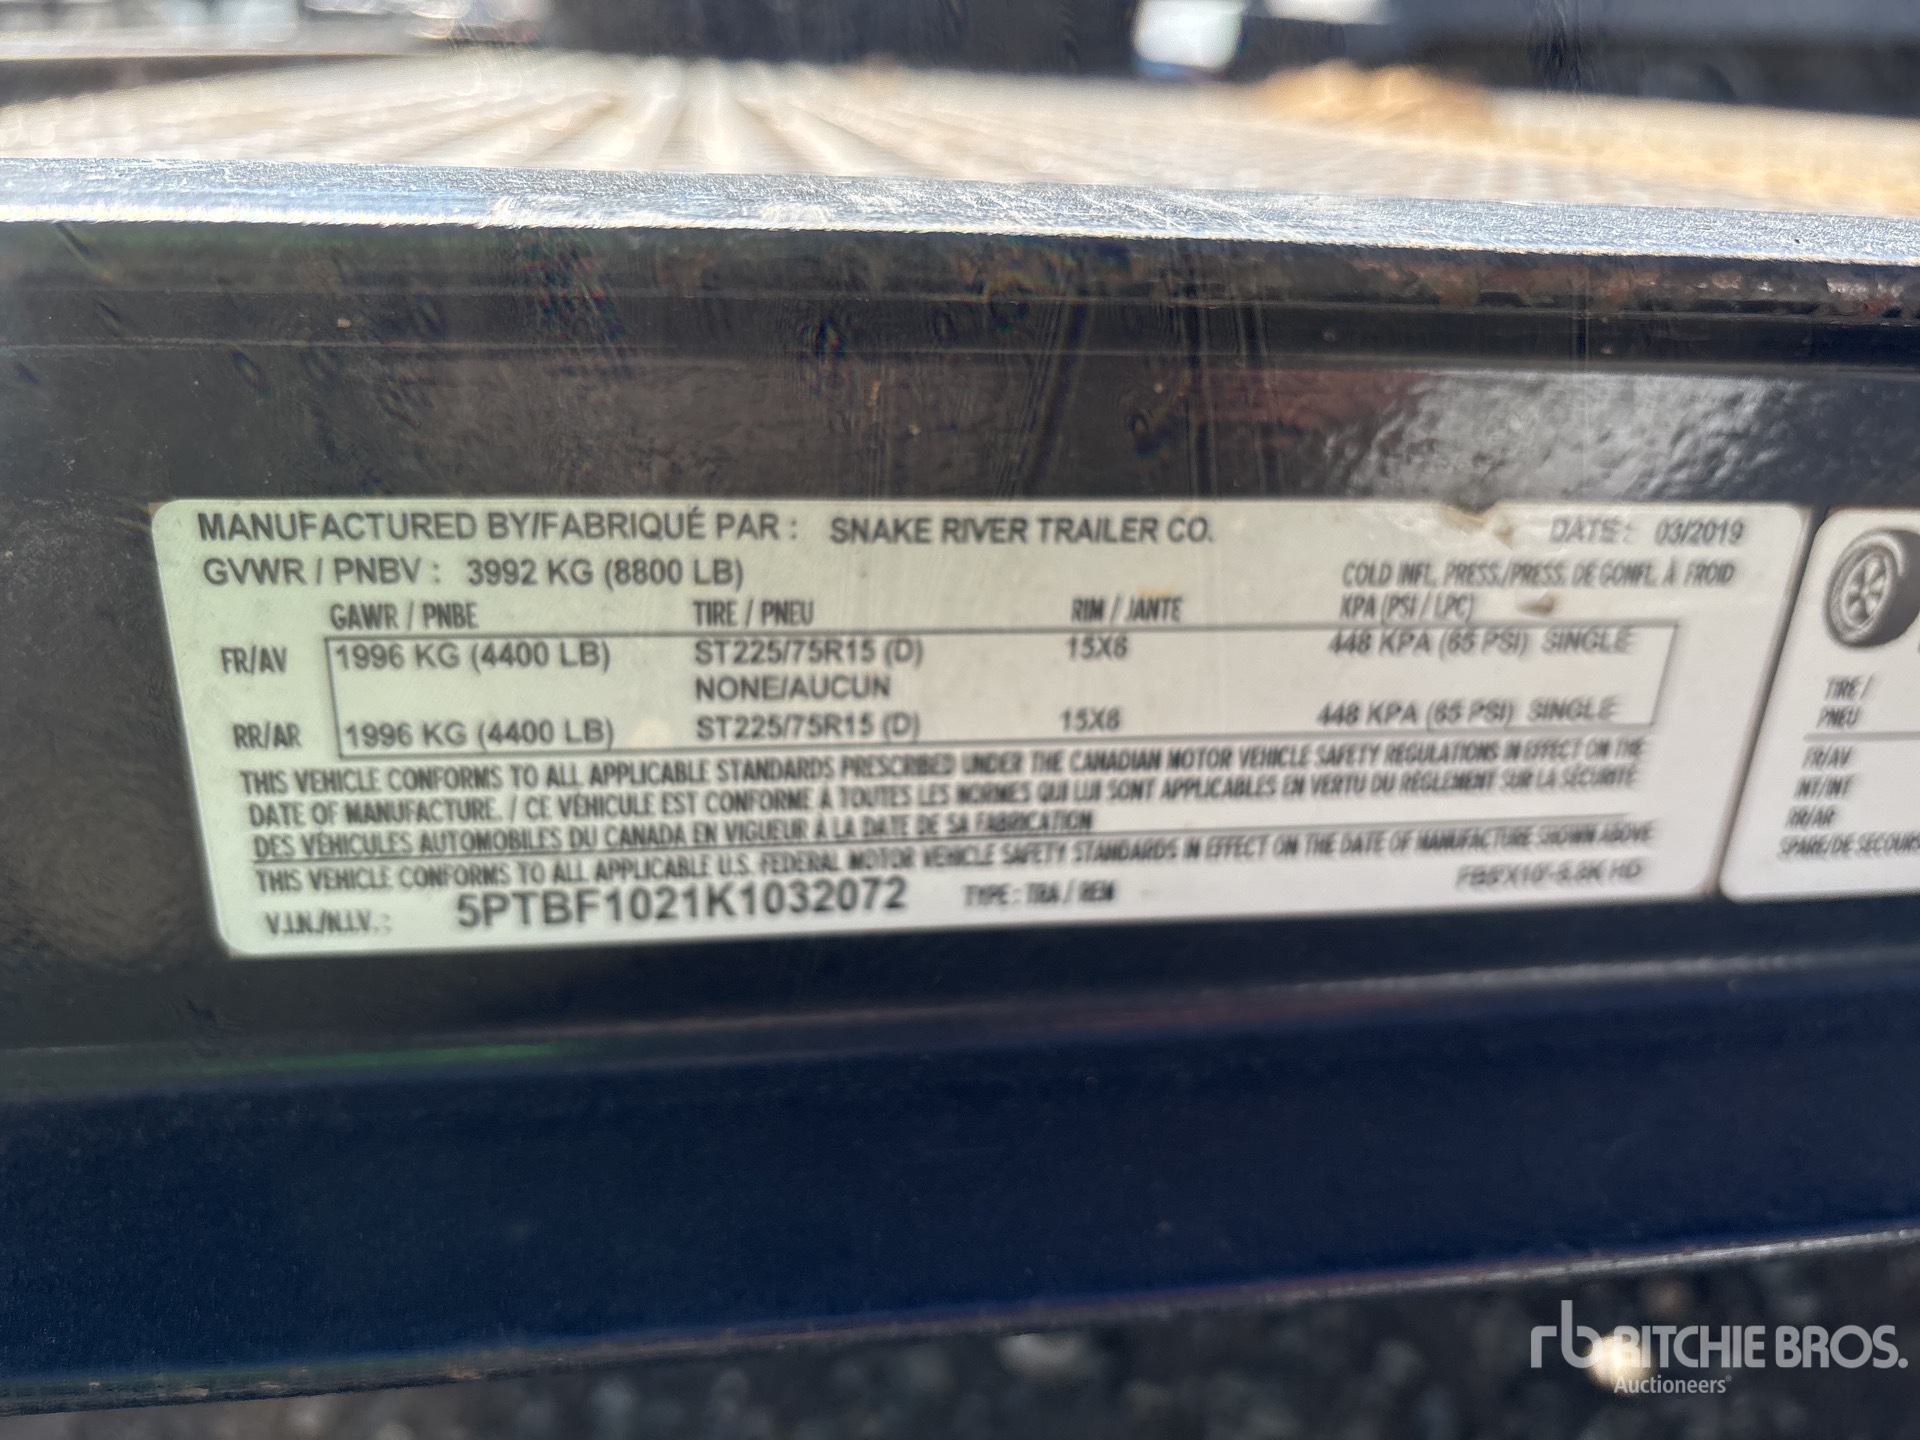 MANUFACTURED BY/FABRIQUÉ PAR : SNAKE RIVER TRAILER CO. DATE : 03/2019
GVWR / PNBV : 3992 KG (8800 LB) COLD INFL. PRESS./PRESS. DE GONFL. À FROID
GAWR / PNBE TIRE / PNEU RIM / JANTE KPA (PSI / LPC)
FR/AV 1996 KG (4400 LB) ST225/75R15 (D) 15X6 448 KPA (65 PSI) SINGLE
NONE/AUCUN
RR/AR 1996 KG (4400 LB) ST225/75R15 (D) 15X6 448 KPA (65 PSI) SINGLE
THIS VEHICLE CONFORMS TO ALL APPLICABLE STANDARDS PRESCRIBED UNDER THE CANADIAN MOTOR VEHICLE SAFETY REGULATIONS IN EFFECT ON THE
DATE OF MANUFACTURE. / CE VÉHICULE EST CONFORME À TOUTES LES NORMES QUI LUI SONT APPLICABLES EN VERTU DU RÉGLEMENT SUR LA SÉCURITÉ
DES VÉHICULES AUTOMOBILES DU CANADA EN VIGUEUR À LA DATE DE SA FABRICATION
THIS VEHICLE CONFORMS TO ALL APPLICABLE U.S. FEDERAL MOTOR VEHICLE SAFETY STANDARDS IN EFFECT ON THE DATE OF MANUFACTURE SHOWN ABOVE
V.I.N./N.I.V. : 5PTBF1021K1032072 TYPE : TRA / REM
TIRE /
PNEU
FR/AV
INT/INT
RR/AR
SPARE/DE SECOURS
rb RITCHIE BROS.
Auctioneers